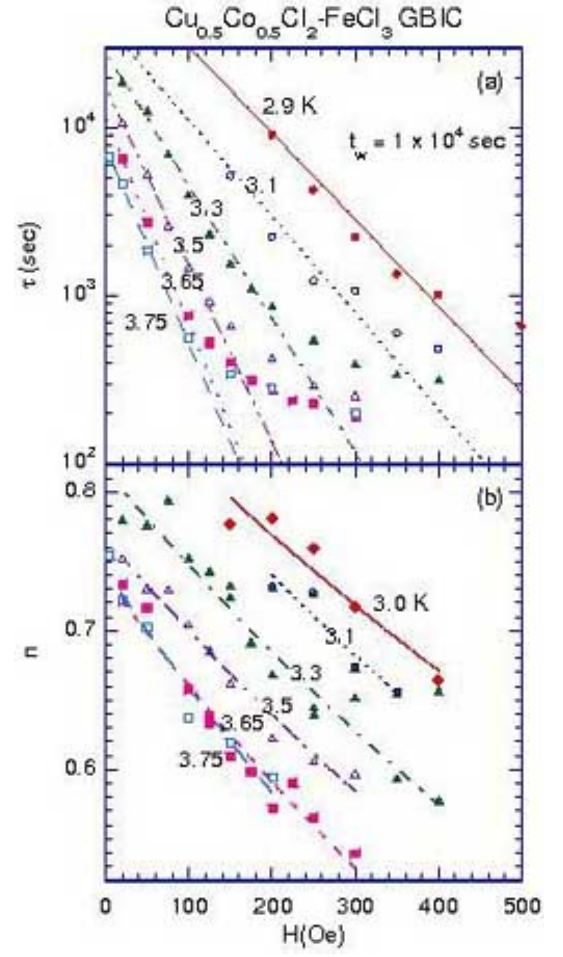 Cu₀.₅Co₀.₅Cl₂-FeCl₃ GBIC
(a)
2.9 K
10⁴
t_w = 1 x 10⁴ sec
3.1
3.3
τ (sec)
3.5
10³
3.65
3.75
10²
0.8
(b)
3.0 K
0.7
3.1
n
3.3
3.5
3.65
3.75
0.6
0 100 200 300 400 500
H(Oe)